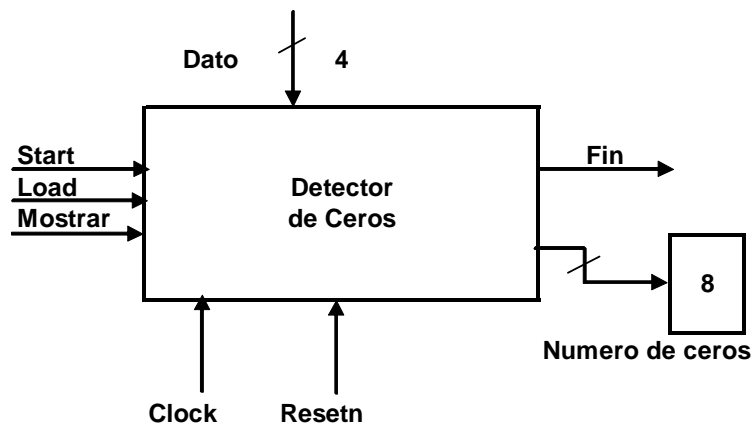 Dato 4
Start
Load
Mostrar
Detector
de Ceros
Fin
8
Numero de ceros
Clock Resetn